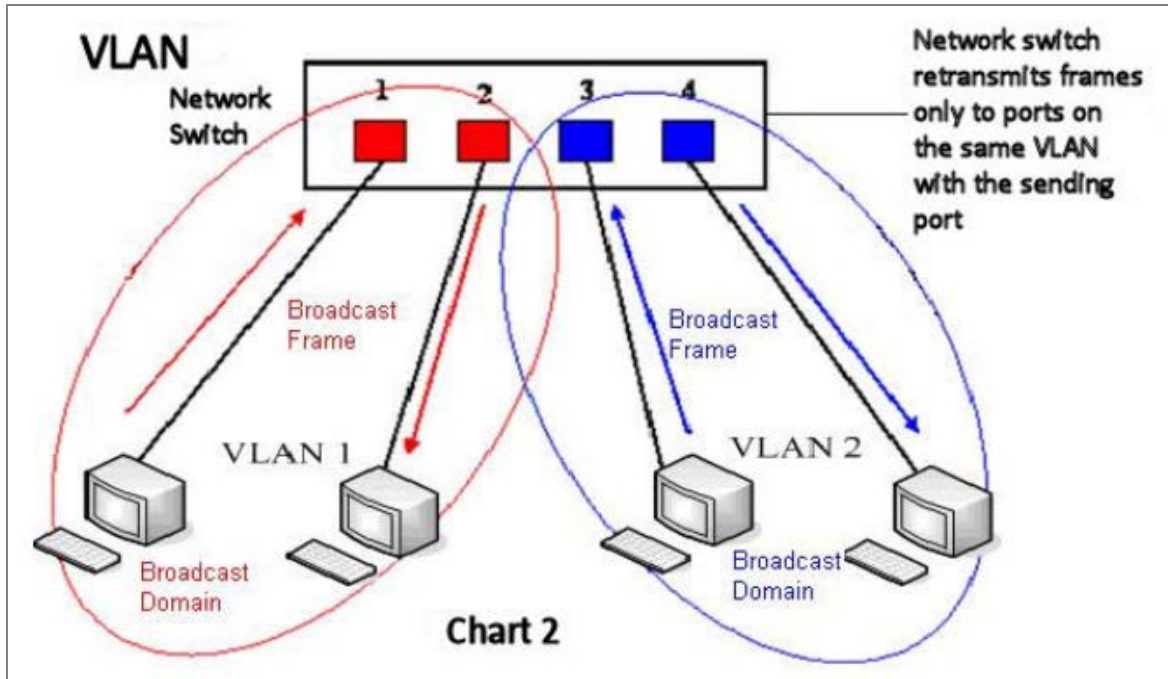 VLAN
Network
Switch
1 2 3 4
Network switch
retransmits frames
only to ports on
the same VLAN
with the sending
port
Broadcast
Frame
Broadcast
Frame
VLAN 1
VLAN 2
Broadcast
Domain
Broadcast
Domain
Chart 2